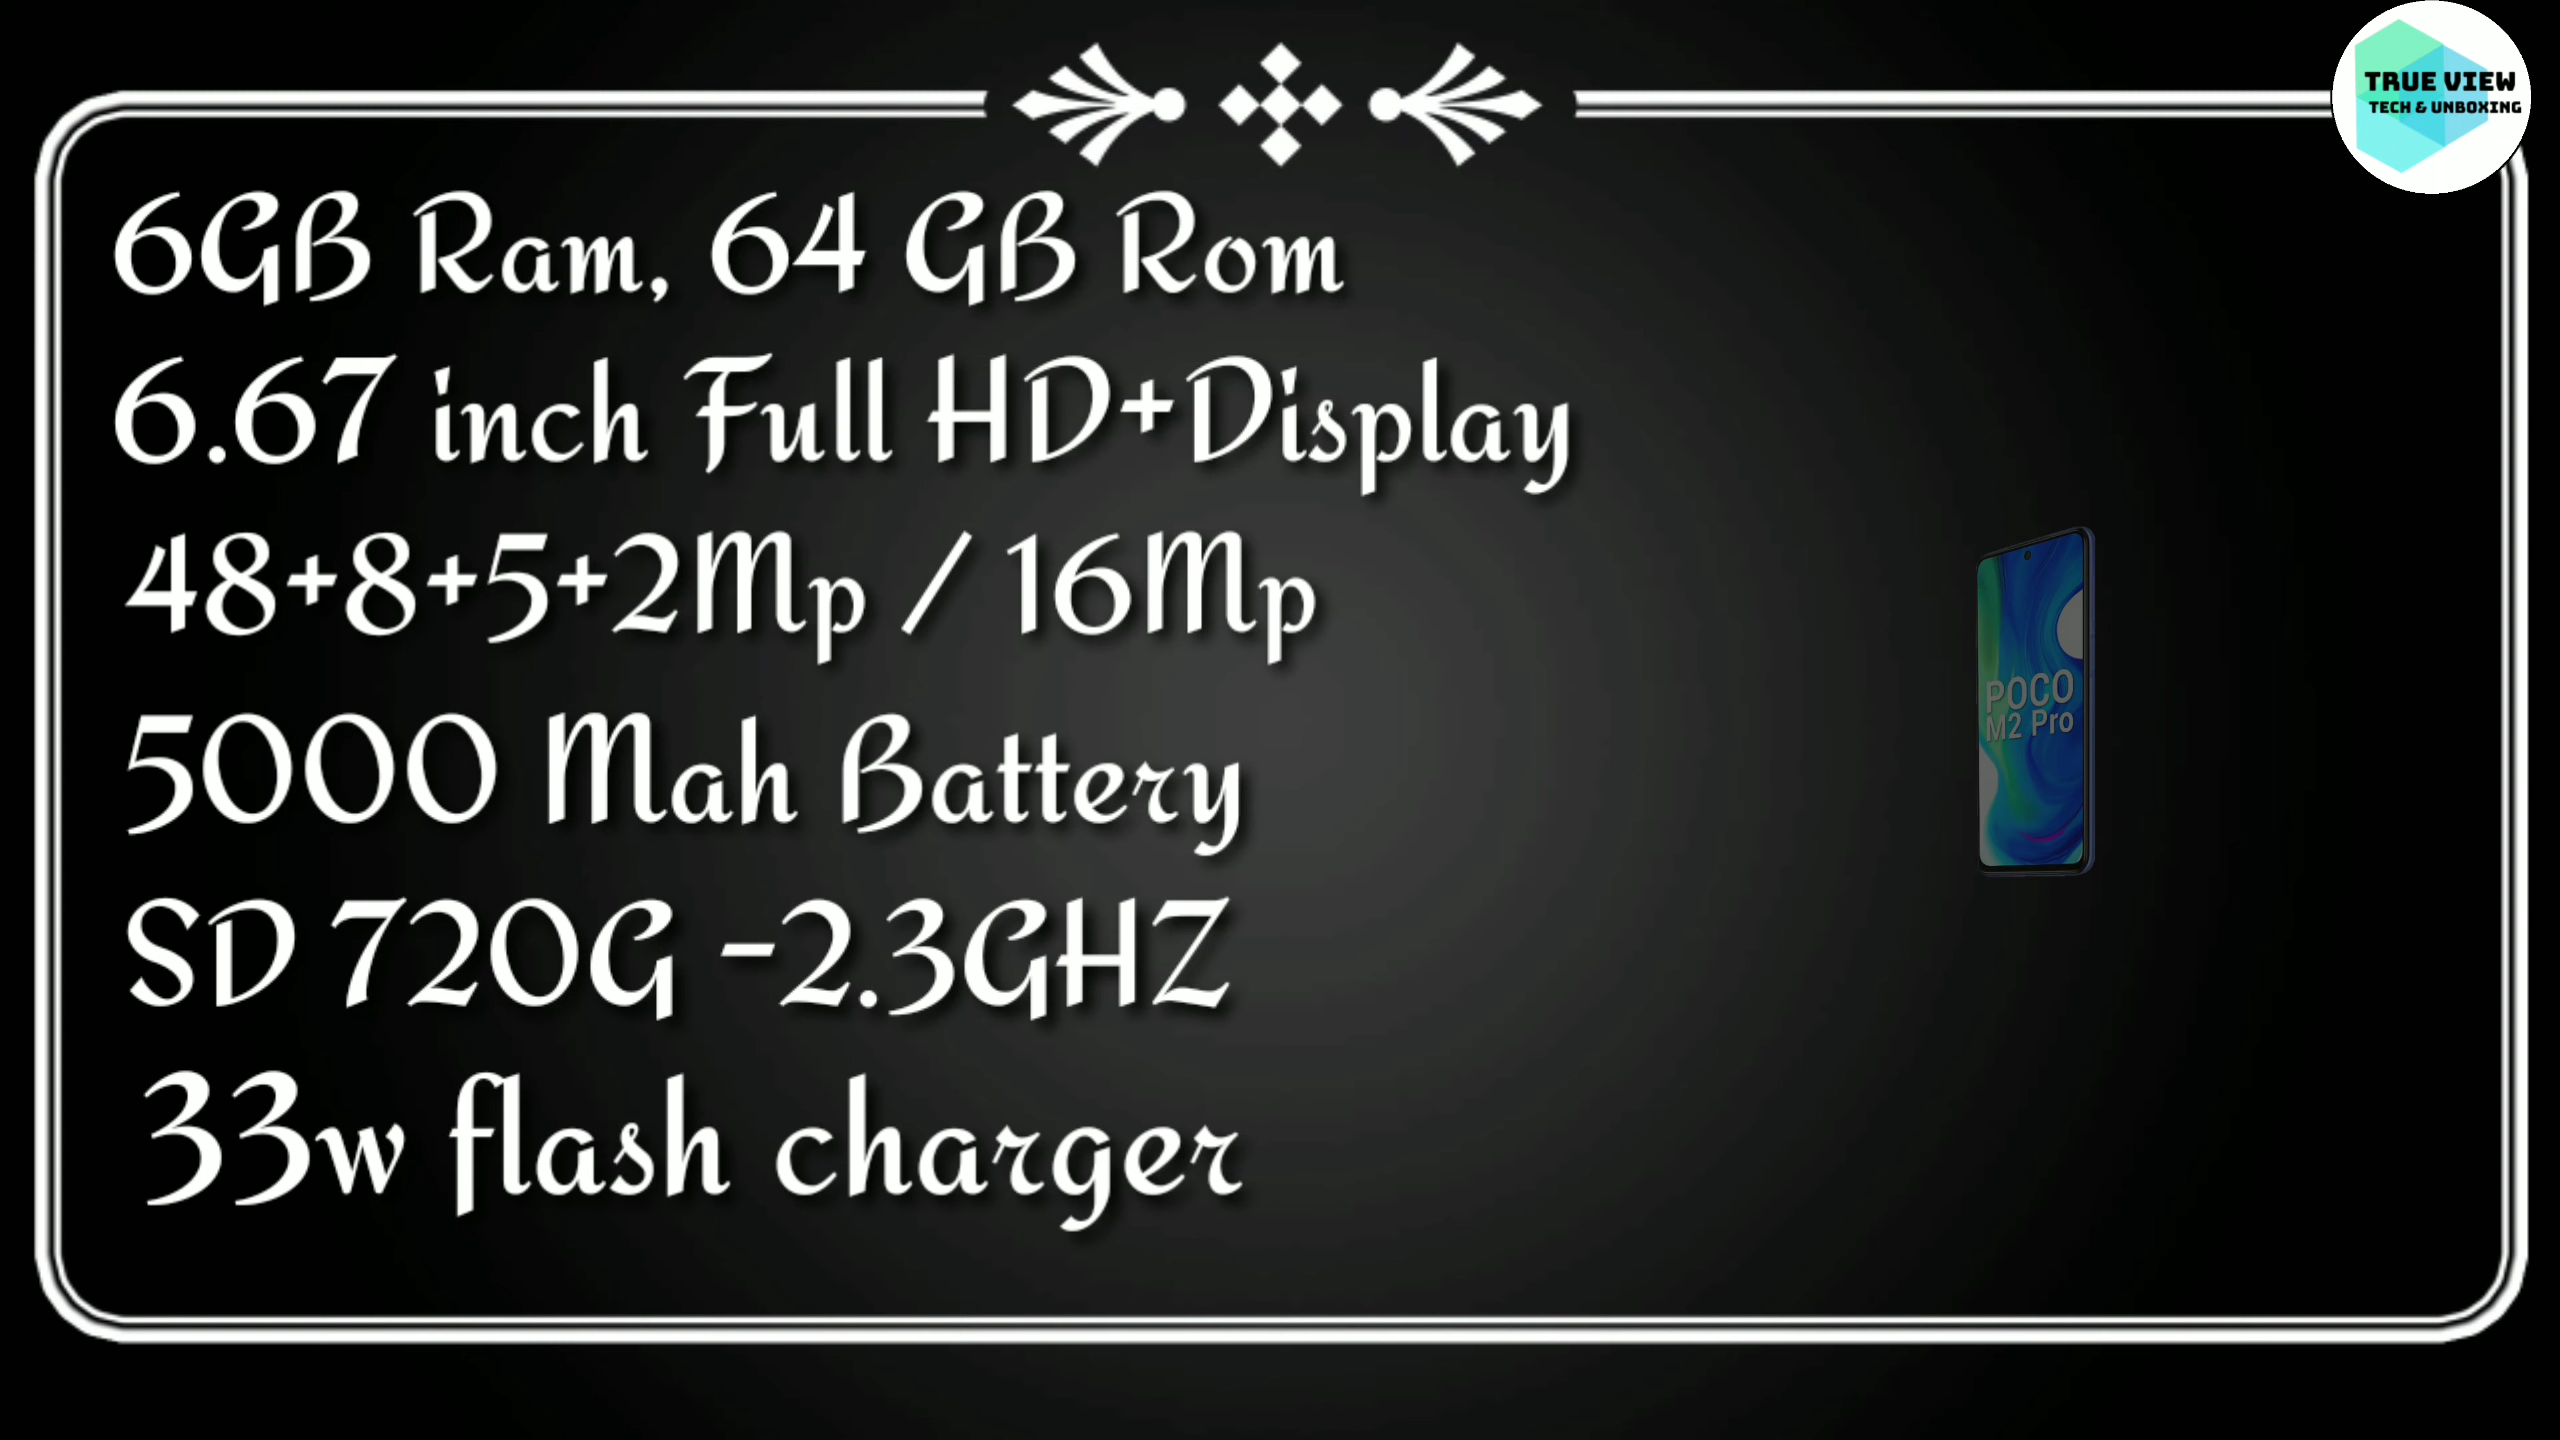 TRUE VIEW
TECH & UNBOXING
6GB Ram, 64 GB Rom
6.67 inch Full HD+Display
48+8+5+2Mp / 16Mp
5000 Mah Battery
SD 720G -2.3GHZ
33w flash charger
POCO
M2 Pro